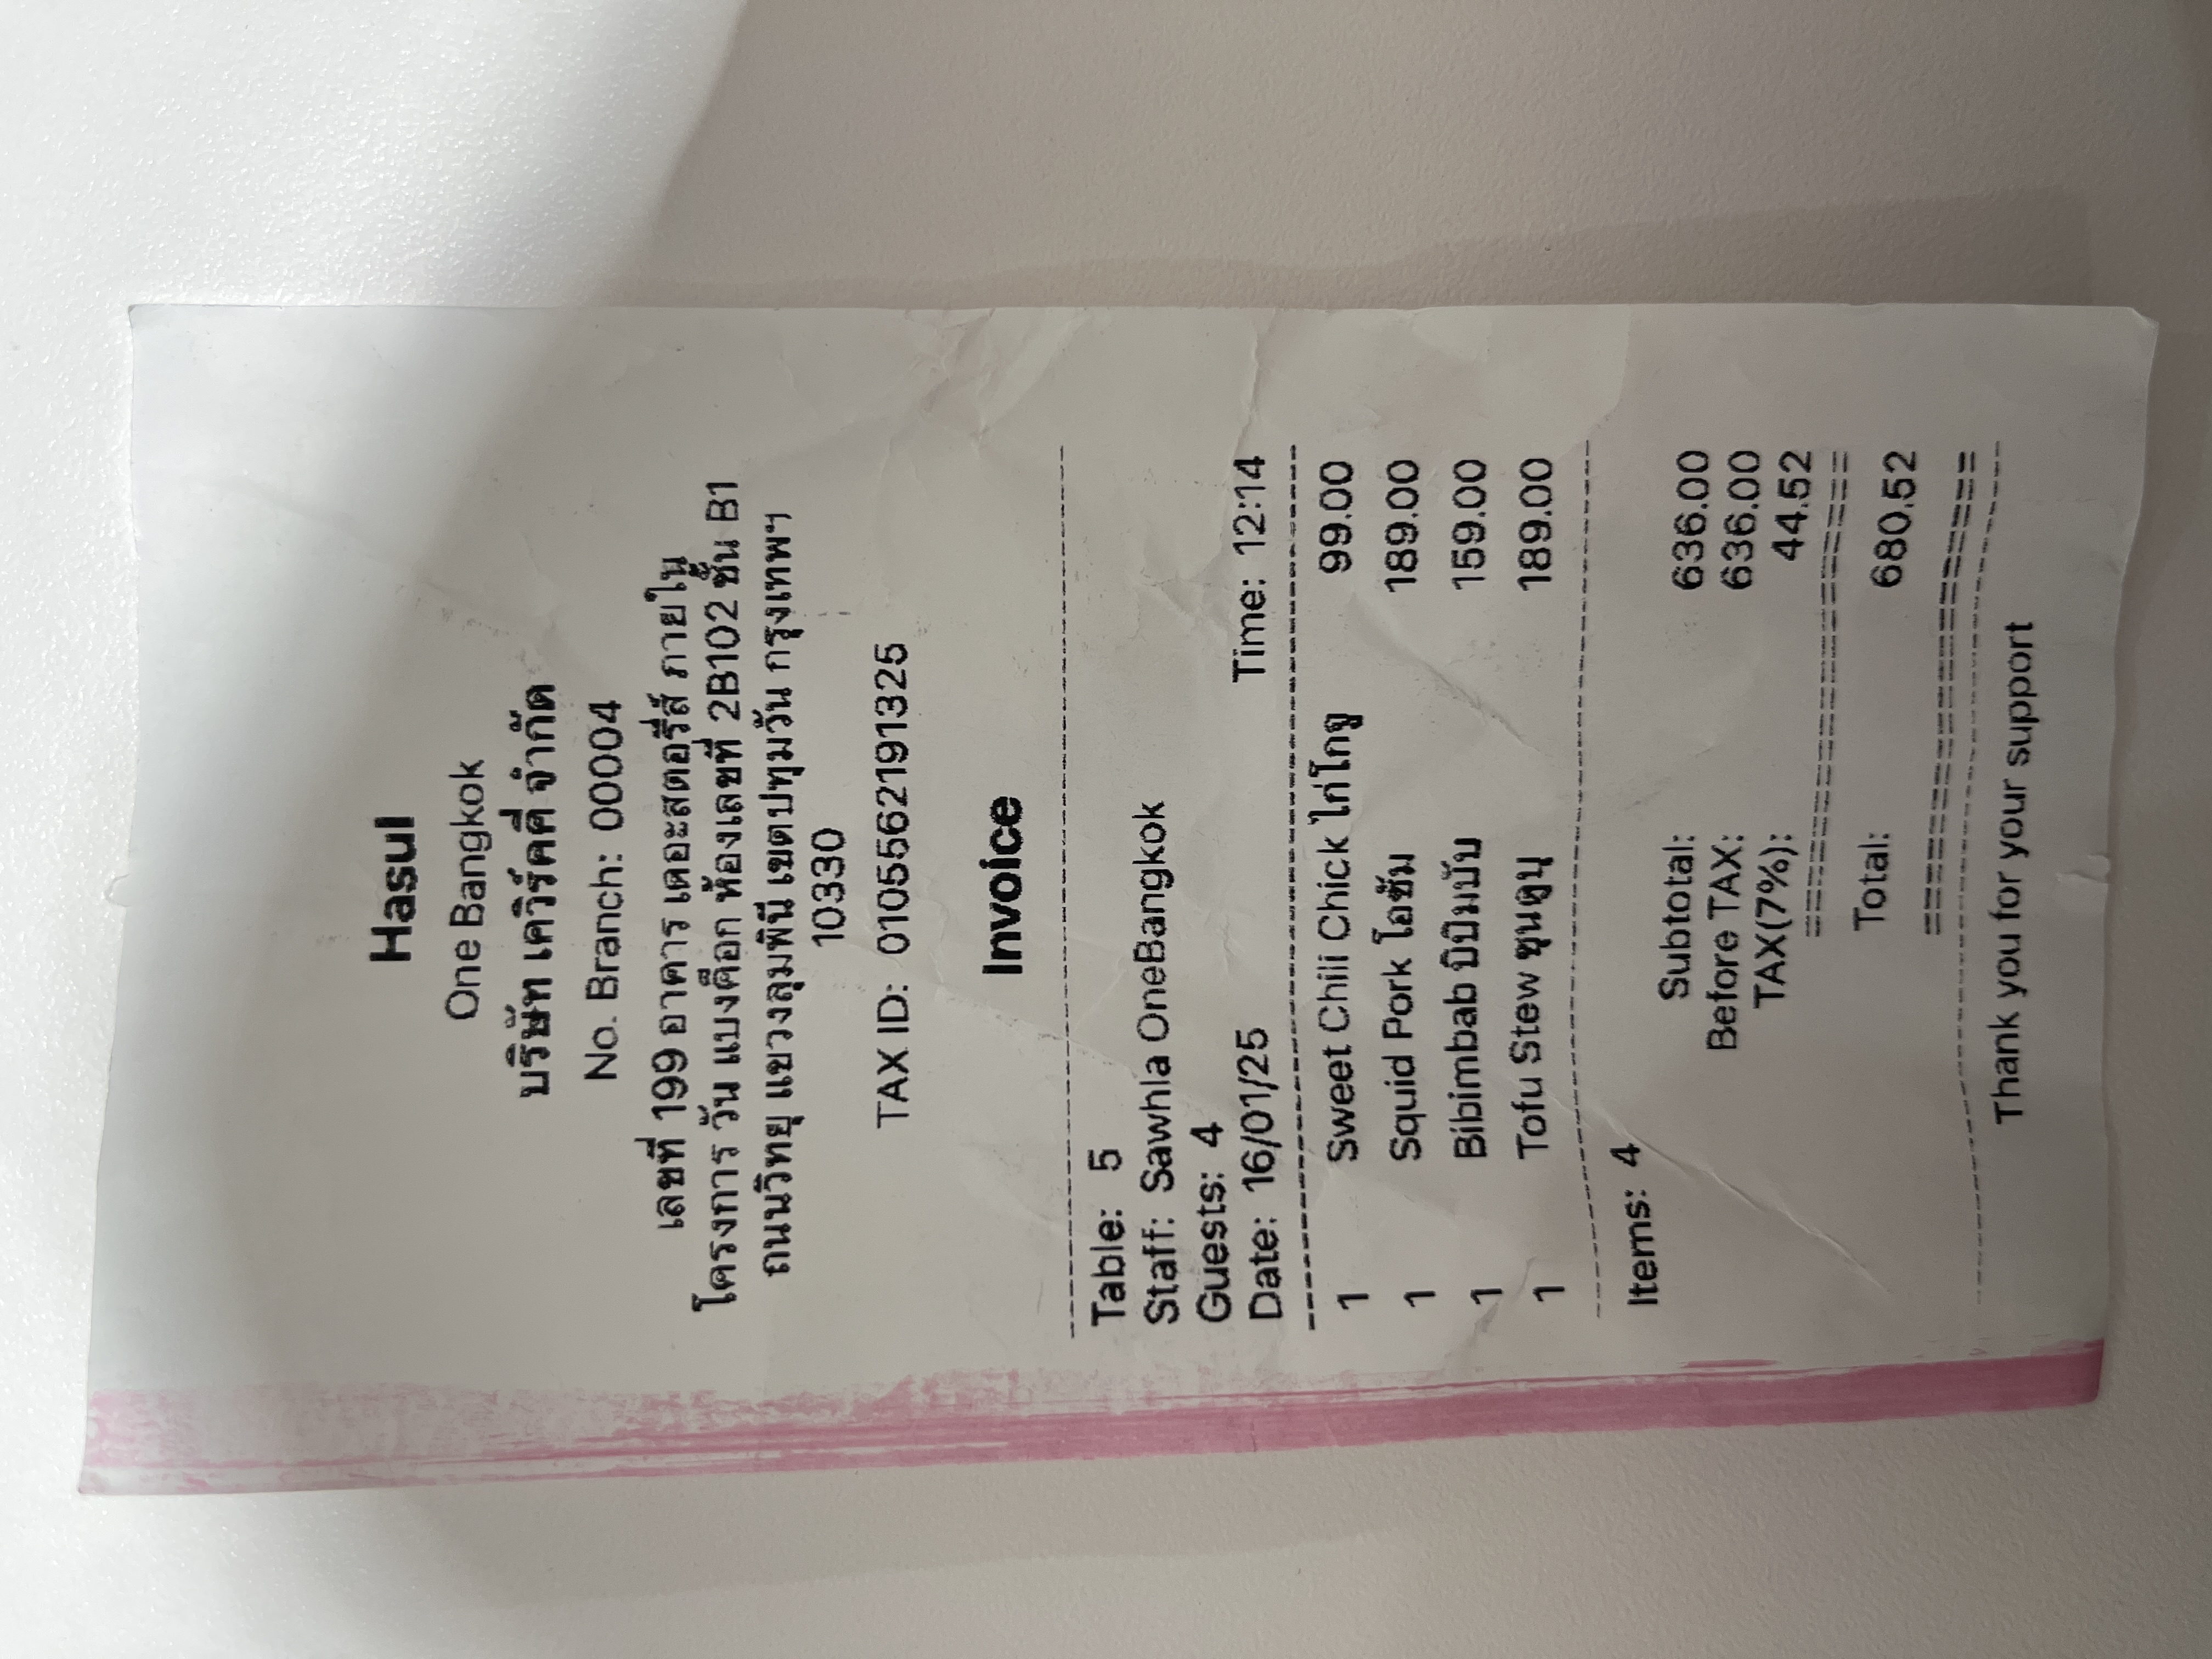 Hasul
One Bangkok
บริษัท เควิร์คคี่ จำกัด
No. Branch: 00004
เลขที่ 199 อาคาร เดอะสตอรี่ส์ ภายใน
โครงการ วัน แบงค็อก ห้องเลขที่ 2B102 ชั้น B1
ถนนวิทยุ แขวงลุมพินี เขตปทุมวัน กรุงเทพฯ
10330
TAX ID: 0105562191325
Invoice
Table: 5
Staff: Sawhla OneBangkok
Guests: 4
Date: 16/01/25 Time: 12:14
1 Sweet Chili Chick ไก่โกจู 99.00
1 Squid Pork โอซัม 189.00
1 Bibimbab บิบิมบับ 159.00
1 Tofu Stew ซุนดูบู 189.00
Items: 4
Subtotal: 636.00
Before TAX: 636.00
TAX(7%): 44.52
Total: 680.52
Thank you for your support